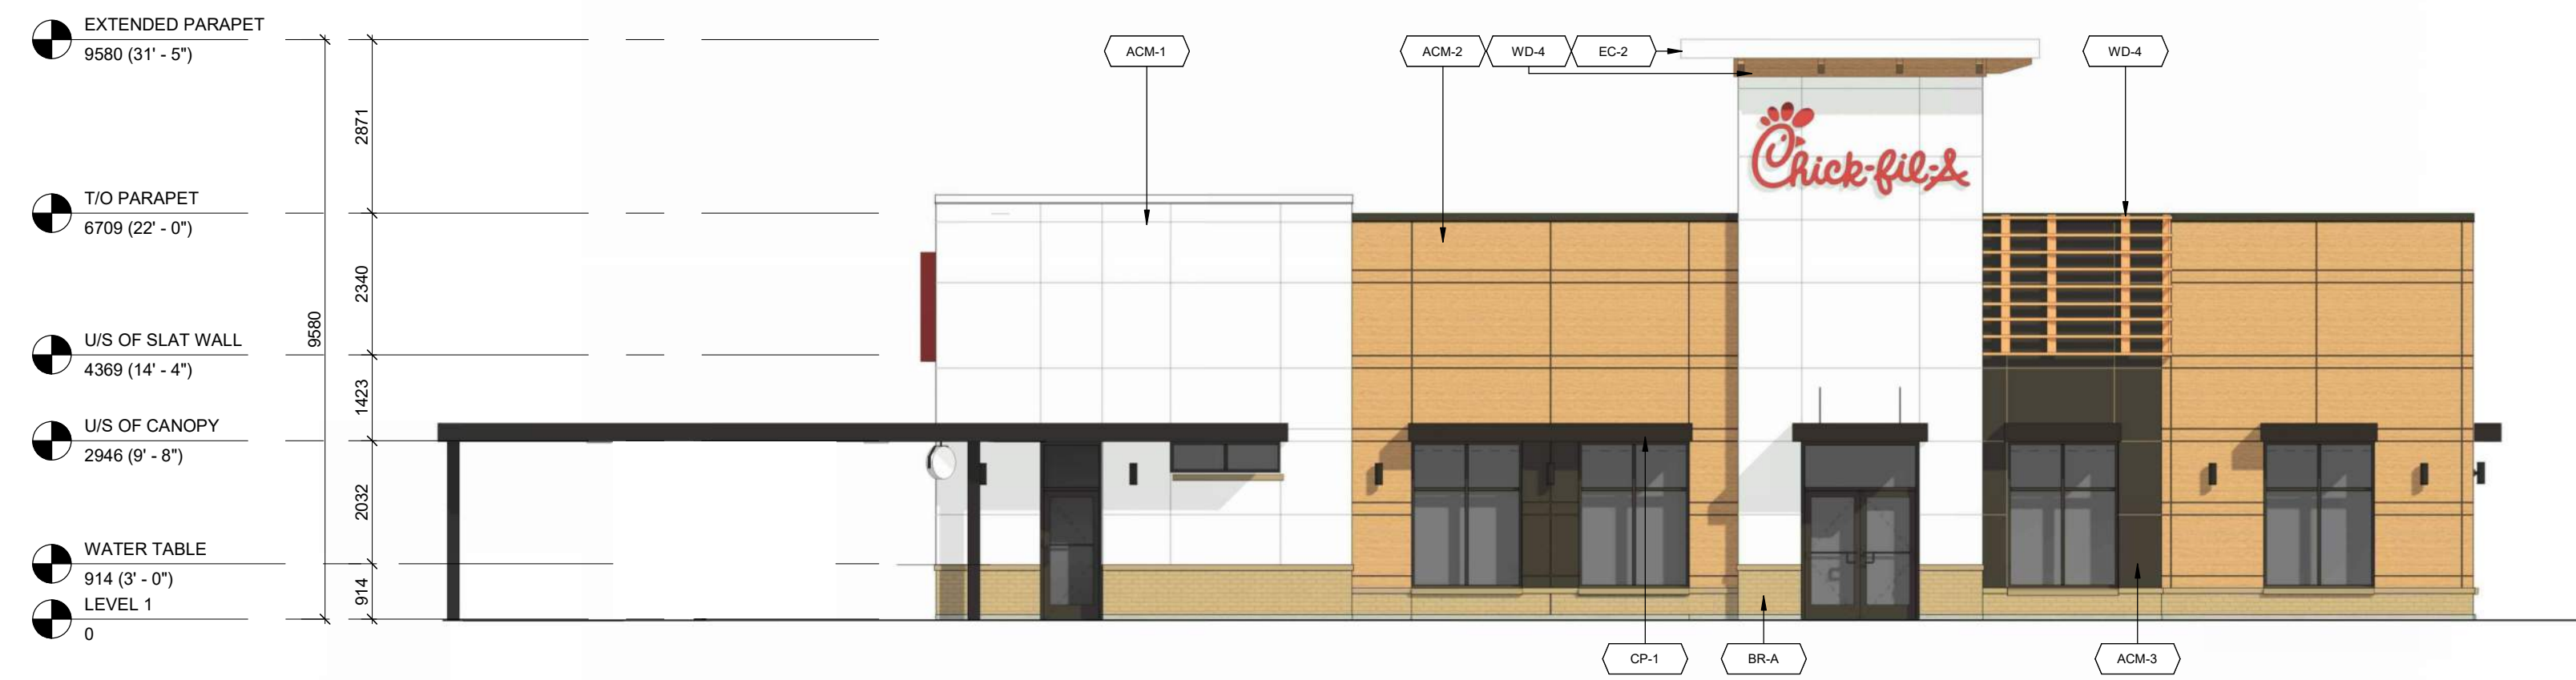 EXTENDED PARAPET
9580 (31' - 5")
T/O PARAPET
6709 (22' - 0")
U/S OF SLAT WALL
4369 (14' - 4")
U/S OF CANOPY
2946 (9' - 8")
WATER TABLE
914 (3' - 0")
LEVEL 1
0
9580
2871
2340
1423
2032
914
ACM-1
ACM-2
WD-4
EC-2
WD-4
Chick-fil-A
CP-1
BR-A
ACM-3